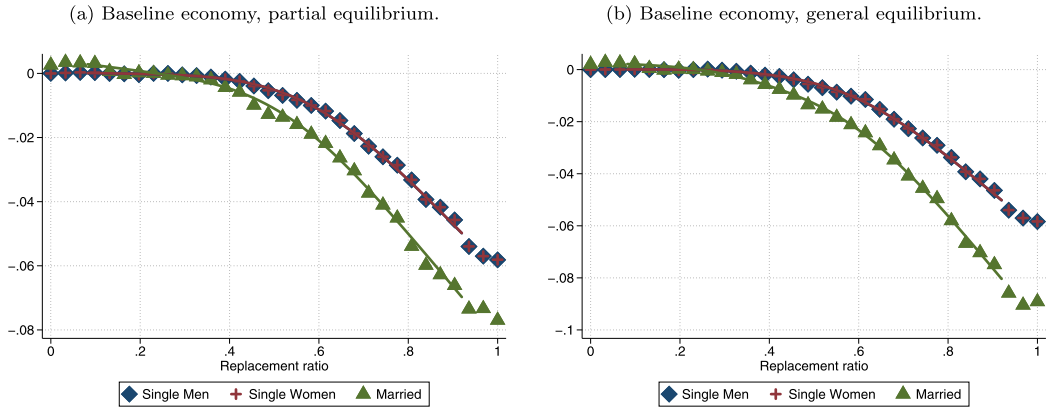 (a) Baseline economy, partial equilibrium.
0
-.02
-.04
-.06
-.08
0 .2 .4 .6 .8 1
Replacement ratio
Single Men Single Women Married
(b) Baseline economy, general equilibrium.
0
-.02
-.04
-.06
-.08
-.1
0 .2 .4 .6 .8 1
Replacement ratio
Single Men Single Women Married